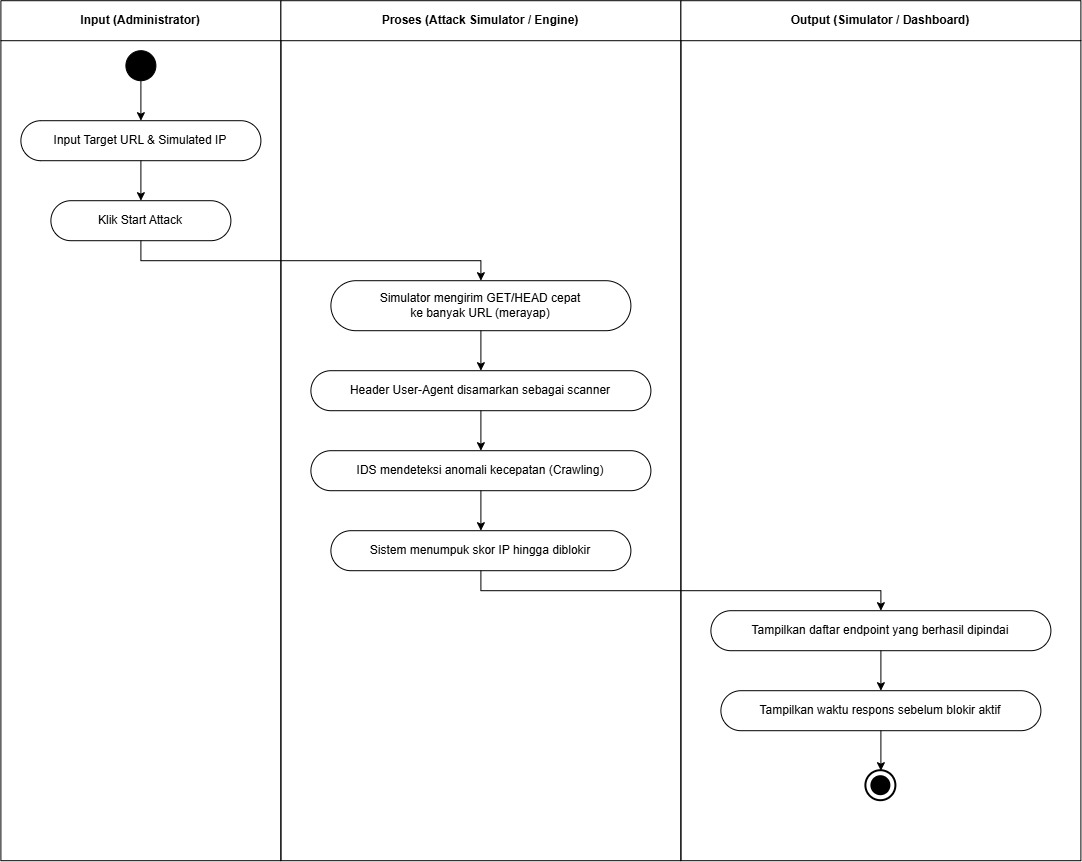 Input (Administrator)
Proses (Attack Simulator / Engine)
Output (Simulator / Dashboard)
Input Target URL & Simulated IP
Klik Start Attack
Simulator mengirim GET/HEAD cepat
ke banyak URL (merayap)
Header User-Agent disamarkan sebagai scanner
IDS mendeteksi anomali kecepatan (Crawling)
Sistem menumpuk skor IP hingga diblokir
Tampilkan daftar endpoint yang berhasil dipindai
Tampilkan waktu respons sebelum blokir aktif